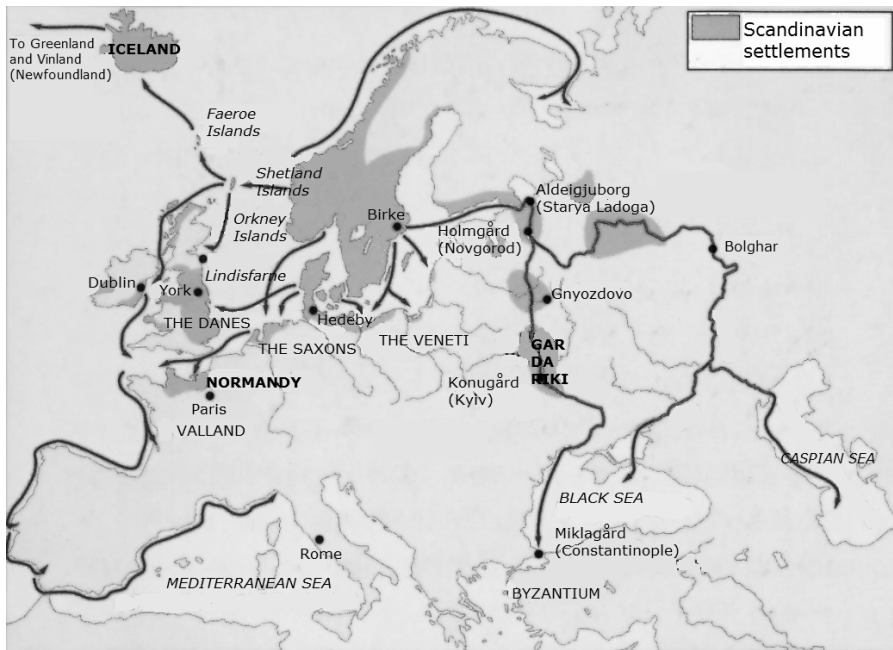 Scandinavian
settlements
To Greenland
and Vinland
(Newfoundland)
ICELAND
Faeroe
Islands
Shetland
Islands
Orkney
Islands
Birke
Aldeigjuborg
(Starya Ladoga)
Holmgård
(Novgorod)
Bolghar
Lindisfarne
Dublin
York
Gnyozdovo
THE DANES
Hedeby
THE SAXONS
THE VENETI
GAR
DA
RIKI
NORMANDY
Konugård
(Kyìv)
Paris
VALLAND
CASPIAN SEA
BLACK SEA
Miklagård
(Constantinople)
Rome
MEDITERRANEAN SEA
BYZANTIUM